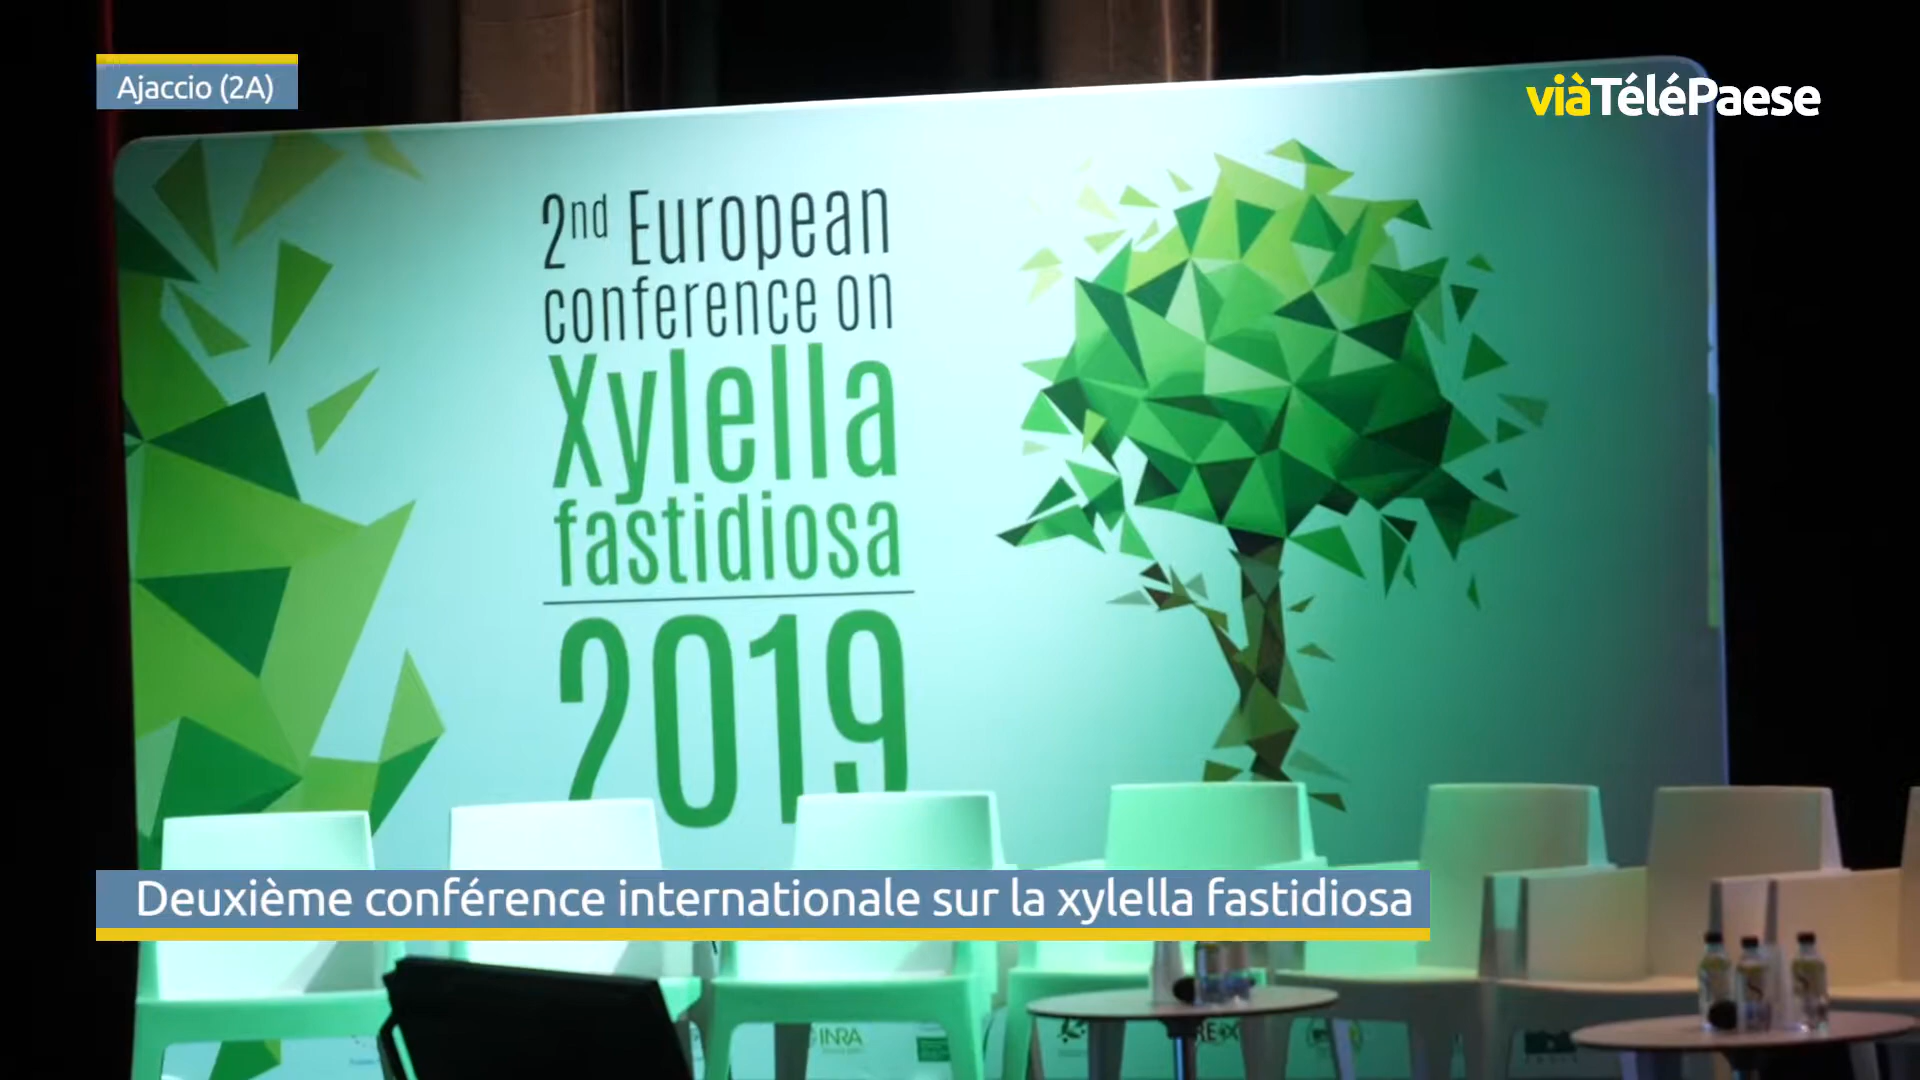 Ajaccio (2A)
viàTéléPaese
2nd European
conference on
Xylella
fastidiosa
2019
Deuxième conférence internationale sur la xylella fastidiosa
INRA